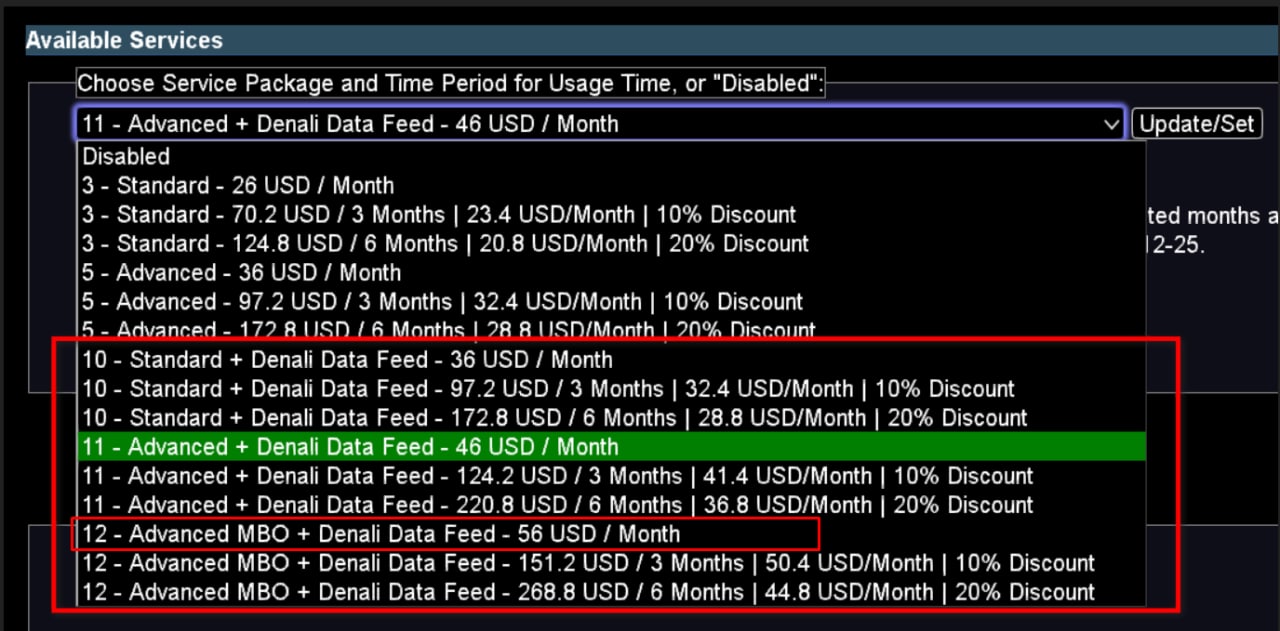 Available Services
Choose Service Package and Time Period for Usage Time, or "Disabled":
11 - Advanced + Denali Data Feed - 46 USD / Month
Update/Set
Disabled
3 - Standard - 26 USD / Month
3 - Standard - 70.2 USD / 3 Months | 23.4 USD/Month | 10% Discount
ted months a
3 - Standard - 124.8 USD / 6 Months | 20.8 USD/Month | 20% Discount
12-25.
5 - Advanced - 36 USD / Month
5 - Advanced - 97.2 USD / 3 Months | 32.4 USD/Month | 10% Discount
5 - Advanced - 172.8 USD / 6 Months | 28.8 USD/Month | 20% Discount
10 - Standard + Denali Data Feed - 36 USD / Month
10 - Standard + Denali Data Feed - 97.2 USD / 3 Months | 32.4 USD/Month | 10% Discount
10 - Standard + Denali Data Feed - 172.8 USD / 6 Months | 28.8 USD/Month | 20% Discount
11 - Advanced + Denali Data Feed - 46 USD / Month
11 - Advanced + Denali Data Feed - 124.2 USD / 3 Months | 41.4 USD/Month | 10% Discount
11 - Advanced + Denali Data Feed - 220.8 USD / 6 Months | 36.8 USD/Month | 20% Discount
12 - Advanced MBO + Denali Data Feed - 56 USD / Month
12 - Advanced MBO + Denali Data Feed - 151.2 USD / 3 Months | 50.4 USD/Month | 10% Discount
12 - Advanced MBO + Denali Data Feed - 268.8 USD / 6 Months | 44.8 USD/Month | 20% Discount